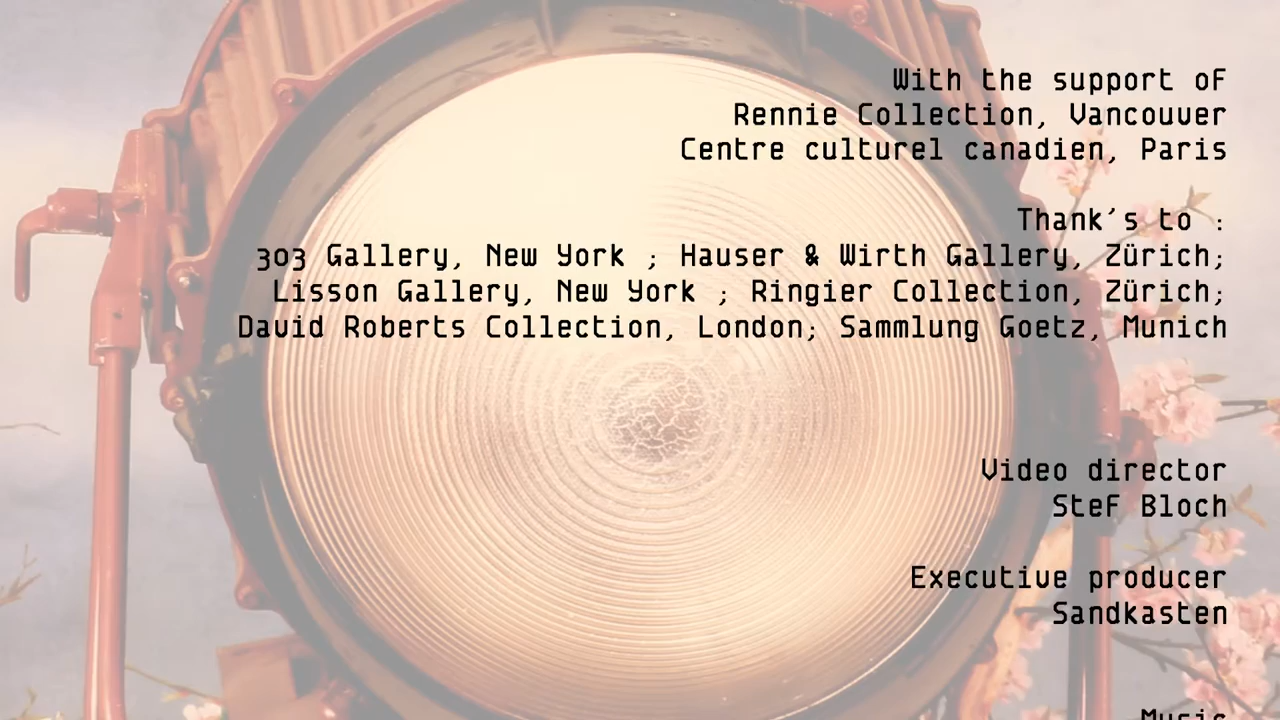 With the support of
Rennie Collection, Vancouver
Centre culturel canadien, Paris
Thank's to :
303 Gallery, New York ; Hauser & Wirth Gallery, Zürich;
Lisson Gallery, New York ; Ringier Collection, Zürich;
David Roberts Collection, London; Sammlung Goetz, Munich
Video director
Stef Bloch
Executive producer
Sandkasten
Music